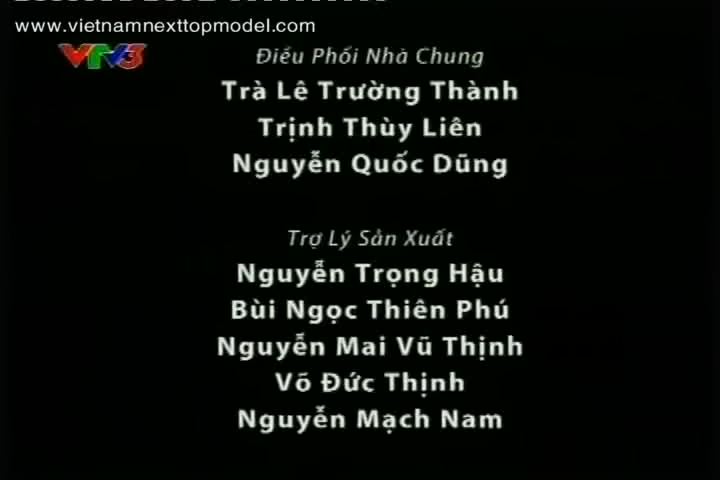 www.vietnamnexttopmodel.com
VTV3
Điều Phối Nhà Chung
Trà Lê Trường Thành
Trịnh Thùy Liên
Nguyễn Quốc Dũng
Trợ Lý Sản Xuất
Nguyễn Trọng Hậu
Bùi Ngọc Thiên Phú
Nguyễn Mai Vũ Thịnh
Võ Đức Thịnh
Nguyễn Mạch Nam